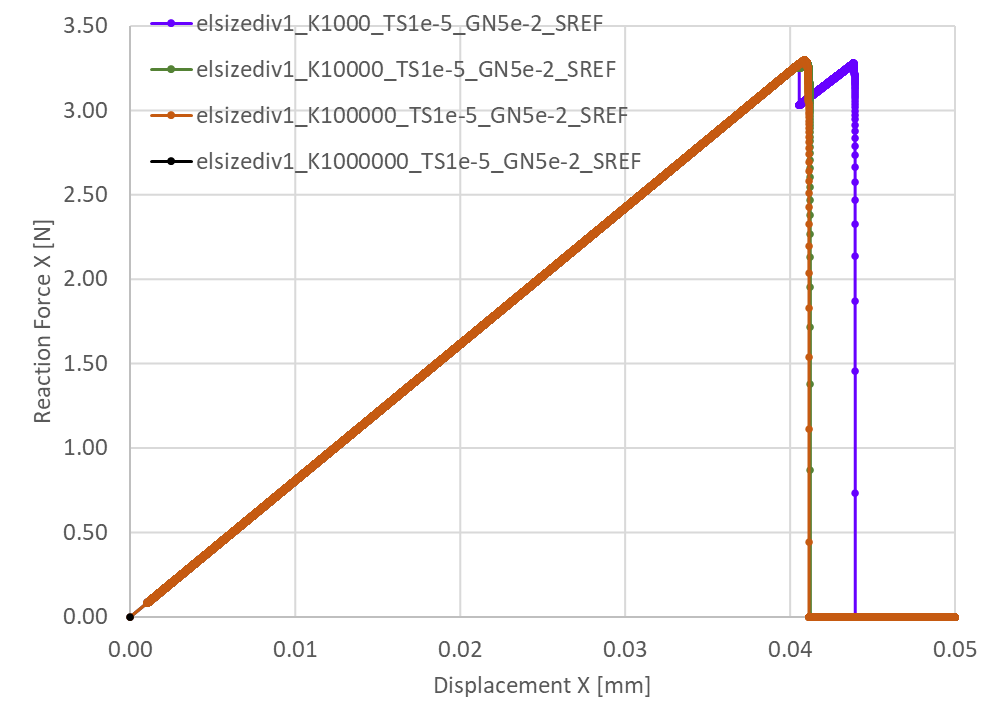 3.50
elsizediv1_K1000_TS1e-5_GN5e-2_SREF
elsizediv1_K10000_TS1e-5_GN5e-2_SREF
3.00
elsizediv1_K100000_TS1e-5_GN5e-2_SREF
elsizediv1_K1000000_TS1e-5_GN5e-2_SREF
2.50
2.00
Reaction Force X [N]
1.50
1.00
0.50
0.00
0.00 0.01 0.02 0.03 0.04 0.05
Displacement X [mm]